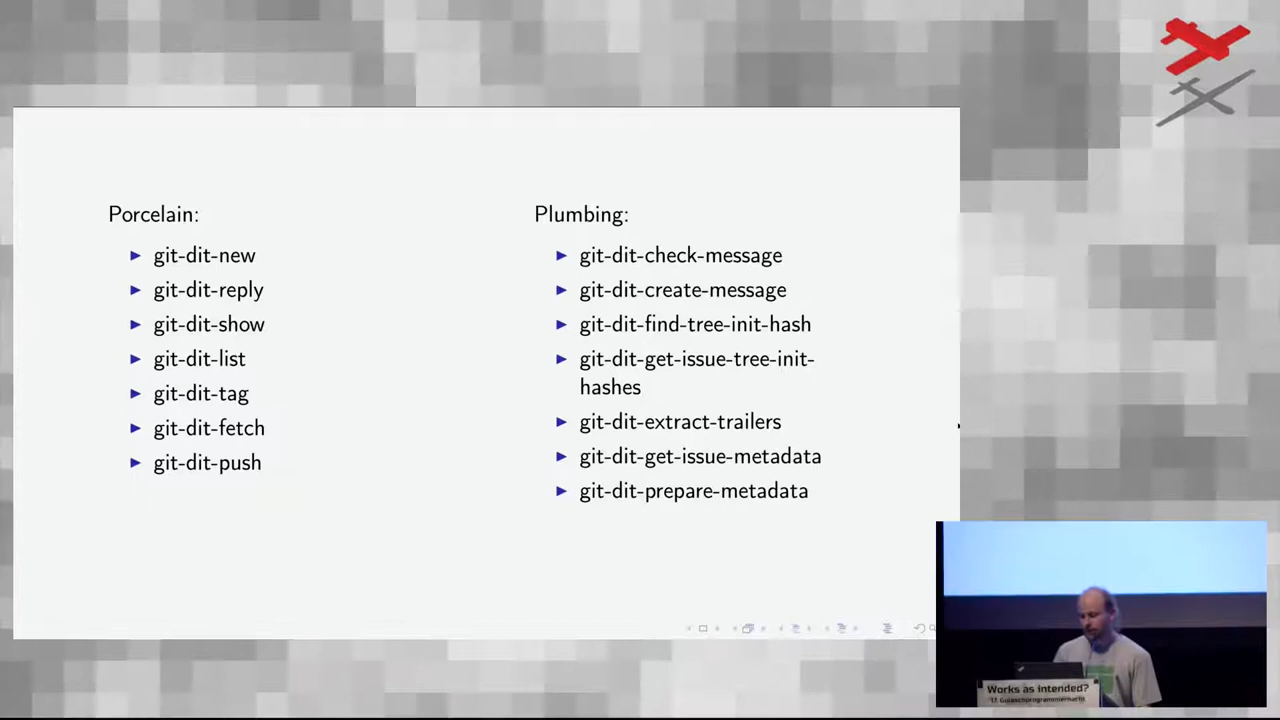 Porcelain:
git-dit-new
git-dit-reply
git-dit-show
git-dit-list
git-dit-tag
git-dit-fetch
git-dit-push
Plumbing:
git-dit-check-message
git-dit-create-message
git-dit-find-tree-init-hash
git-dit-get-issue-tree-init-
hashes
git-dit-extract-trailers
git-dit-get-issue-metadata
git-dit-prepare-metadata
Works as intended?
17. Gulaschprogrammiernacht